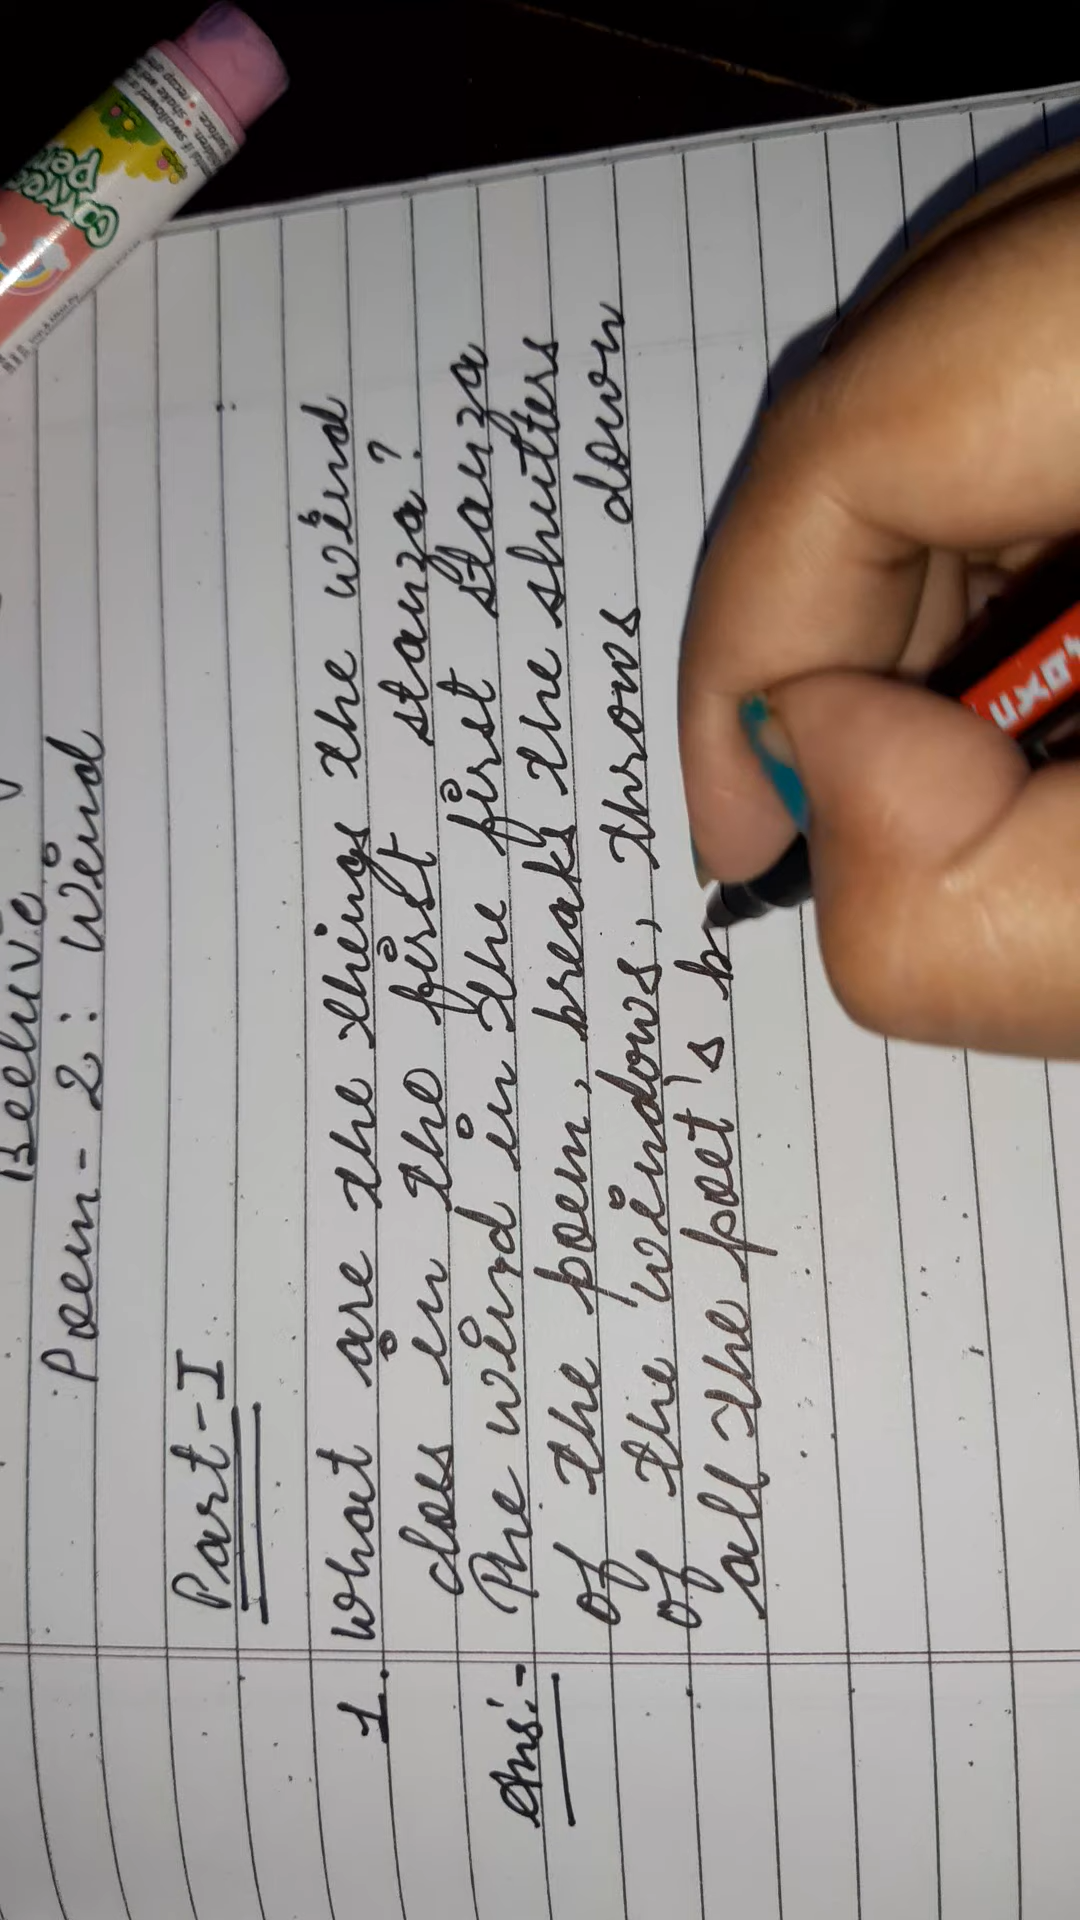 Beehive
Poem - 2 : Wind
Part - I
1. What are the things the wind
does in the first stanza?
Ans:- The wind in the first stanza
of the poem, breaks the shutters
of the windows, throws down
all the poet's b